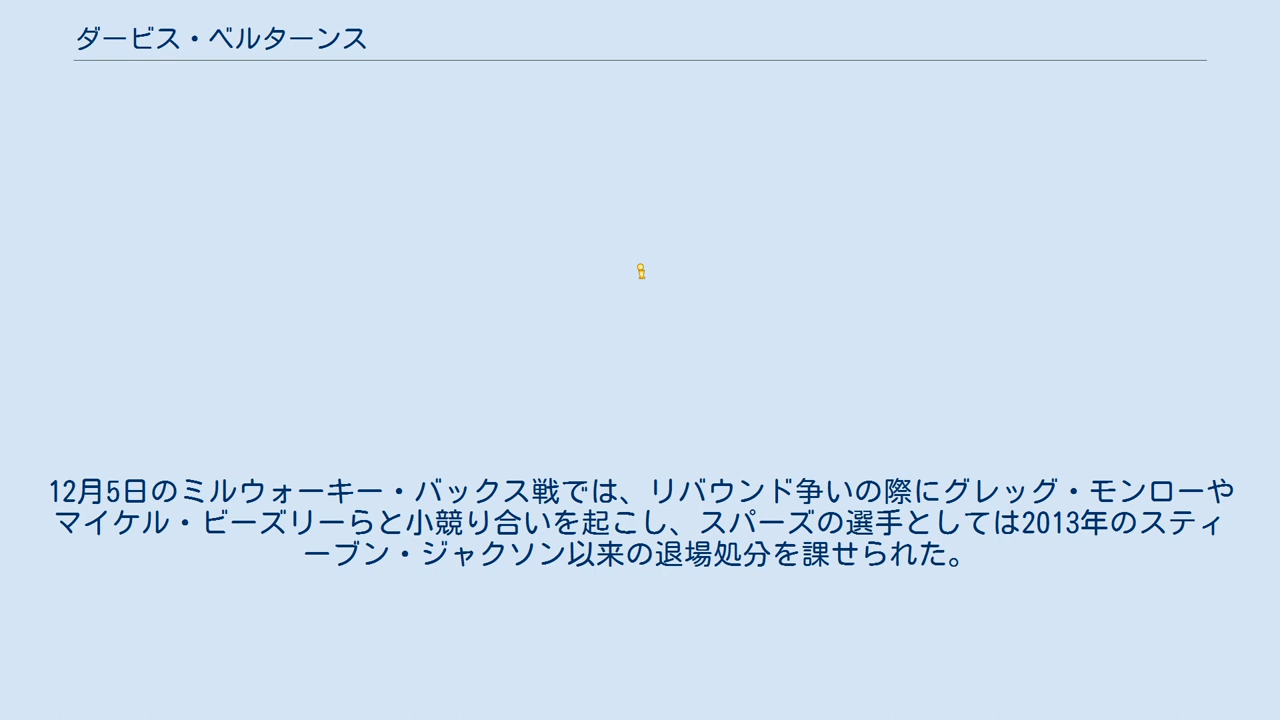 ダービス・ベルターンス
12月5日のミルウォーキー・バックス戦では、リバウンド争いの際にグレッグ・モンローや
マイケル・ビーズリーらと小競り合いを起こし、スパーズの選手としては2013年のスティ
ーブン・ジャクソン以来の退場処分を課せられた。